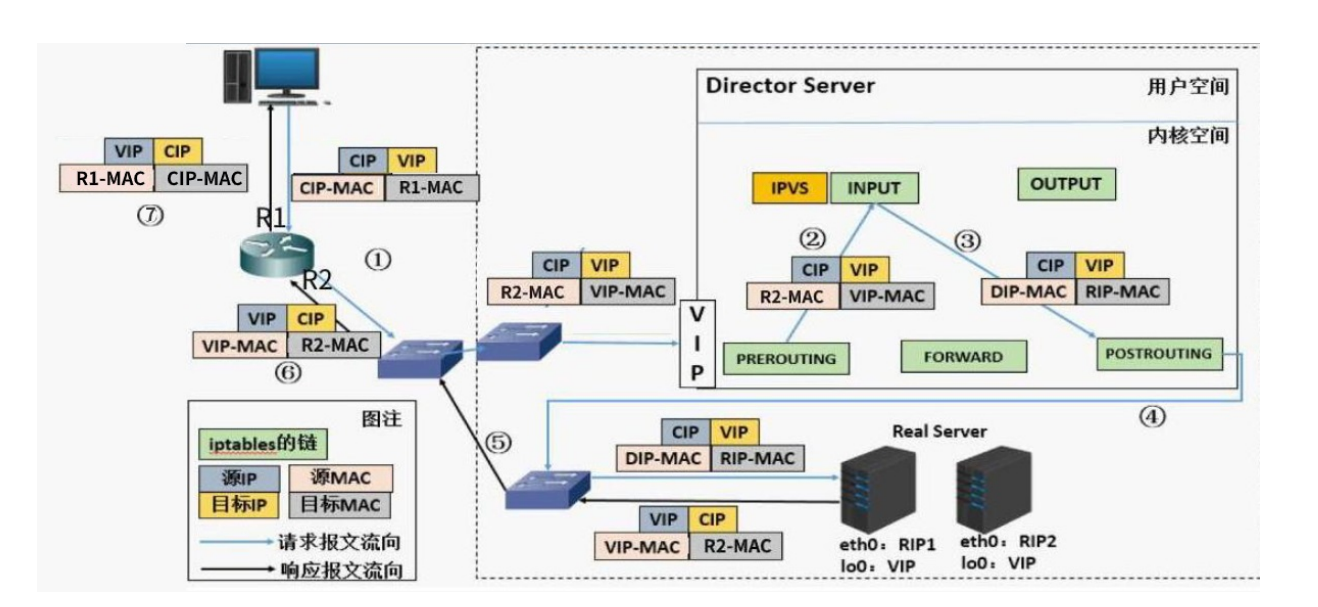 Director Server
用户空间
内核空间
VIP CIP
R1-MAC CIP-MAC
⑦
CIP VIP
CIP-MAC R1-MAC
R1
①
R2
IPVS INPUT
OUTPUT
②
③
CIP VIP
R2-MAC VIP-MAC
CIP VIP
R2-MAC VIP-MAC
CIP VIP
DIP-MAC RIP-MAC
VIP
PREROUTING
FORWARD
POSTROUTING
VIP CIP
VIP-MAC R2-MAC
⑥
④
⑤
CIP VIP
DIP-MAC RIP-MAC
VIP CIP
VIP-MAC R2-MAC
Real Server
eth0：RIP1
lo0：VIP
eth0：RIP2
lo0：VIP
图注
iptables的链
源IP 源MAC
目标IP 目标MAC
请求报文流向
响应报文流向